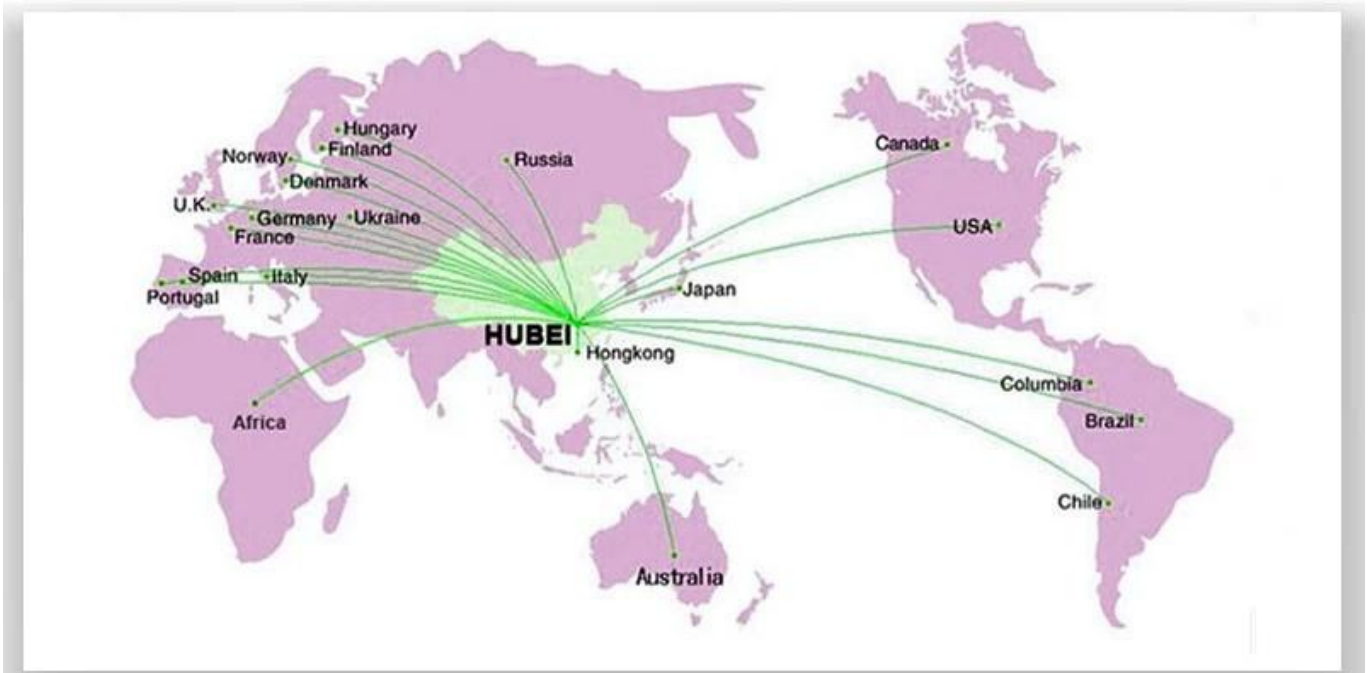 Hungary
Finland
Norway
Russia
Canada
Denmark
U.K.
Germany
Ukraine
France
USA
Spain
Italy
Portugal
Japan
HUBEI
Hongkong
Columbia
Africa
Brazil
Chile
Australia